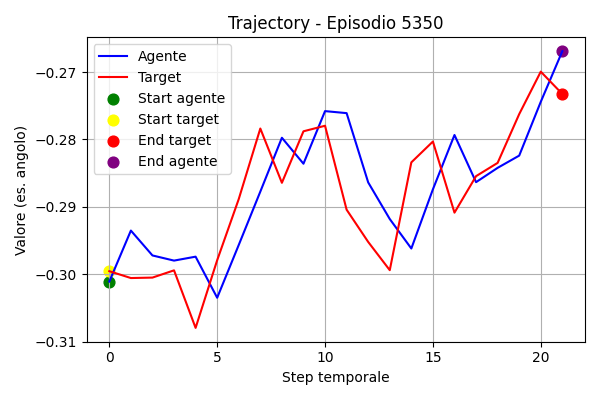 Trajectory - Episodio 5350
Agente
Target
Start agente
Start target
End target
End agente
Valore (es. angolo)
−0.27
−0.28
−0.29
−0.30
−0.31
0
5
10
15
20
Step temporale